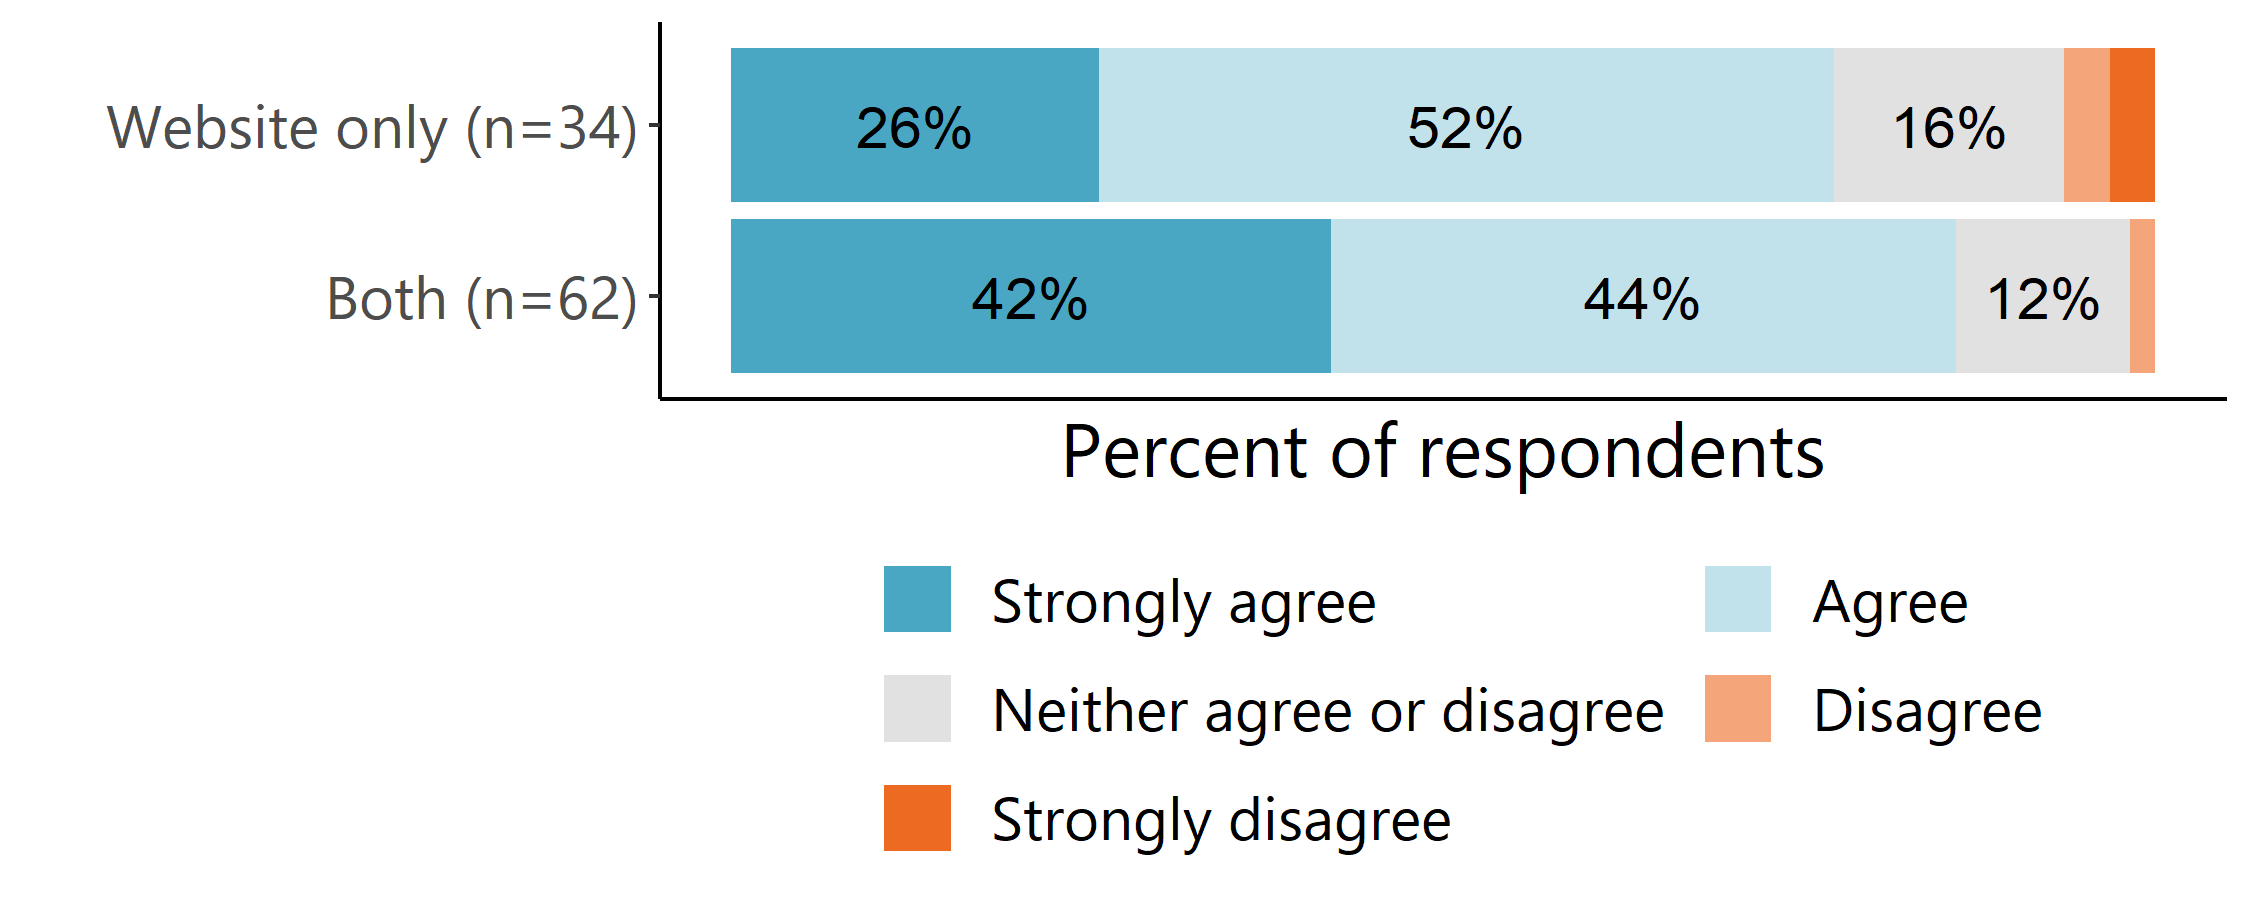 Website only (n=34) 26% 52% 16%
Both (n=62) 42% 44% 12%
Percent of respondents
Strongly agree Agree
Neither agree or disagree Disagree
Strongly disagree